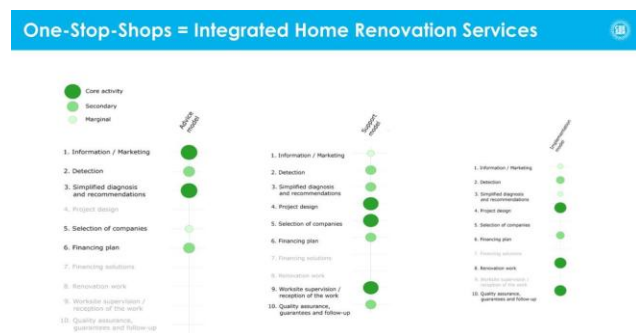 One-Stop-Shops = Integrated Home Renovation Services
Core activity
Secondary
Marginal
Advice
model
1. Information / Marketing
2. Detection
3. Simplified diagnosis
and recommendations
4. Project design
5. Selection of companies
6. Financing plan
7. Financing solutions
8. Renovation work
9. Worksite supervision /
reception of the work
10. Quality assurance,
guarantees and follow-up
Support
model
1. Information / Marketing
2. Detection
3. Simplified diagnosis
and recommendations
4. Project design
5. Selection of companies
6. Financing plan
7. Financing solutions
8. Renovation work
9. Worksite supervision /
reception of the work
10. Quality assurance,
guarantees and follow-up
Implementation
model
1. Information / Marketing
2. Detection
3. Simplified diagnosis
and recommendations
4. Project design
5. Selection of companies
6. Financing plan
7. Financing solutions
8. Renovation work
9. Worksite supervision /
reception of the work
10. Quality assurance,
guarantees and follow-up